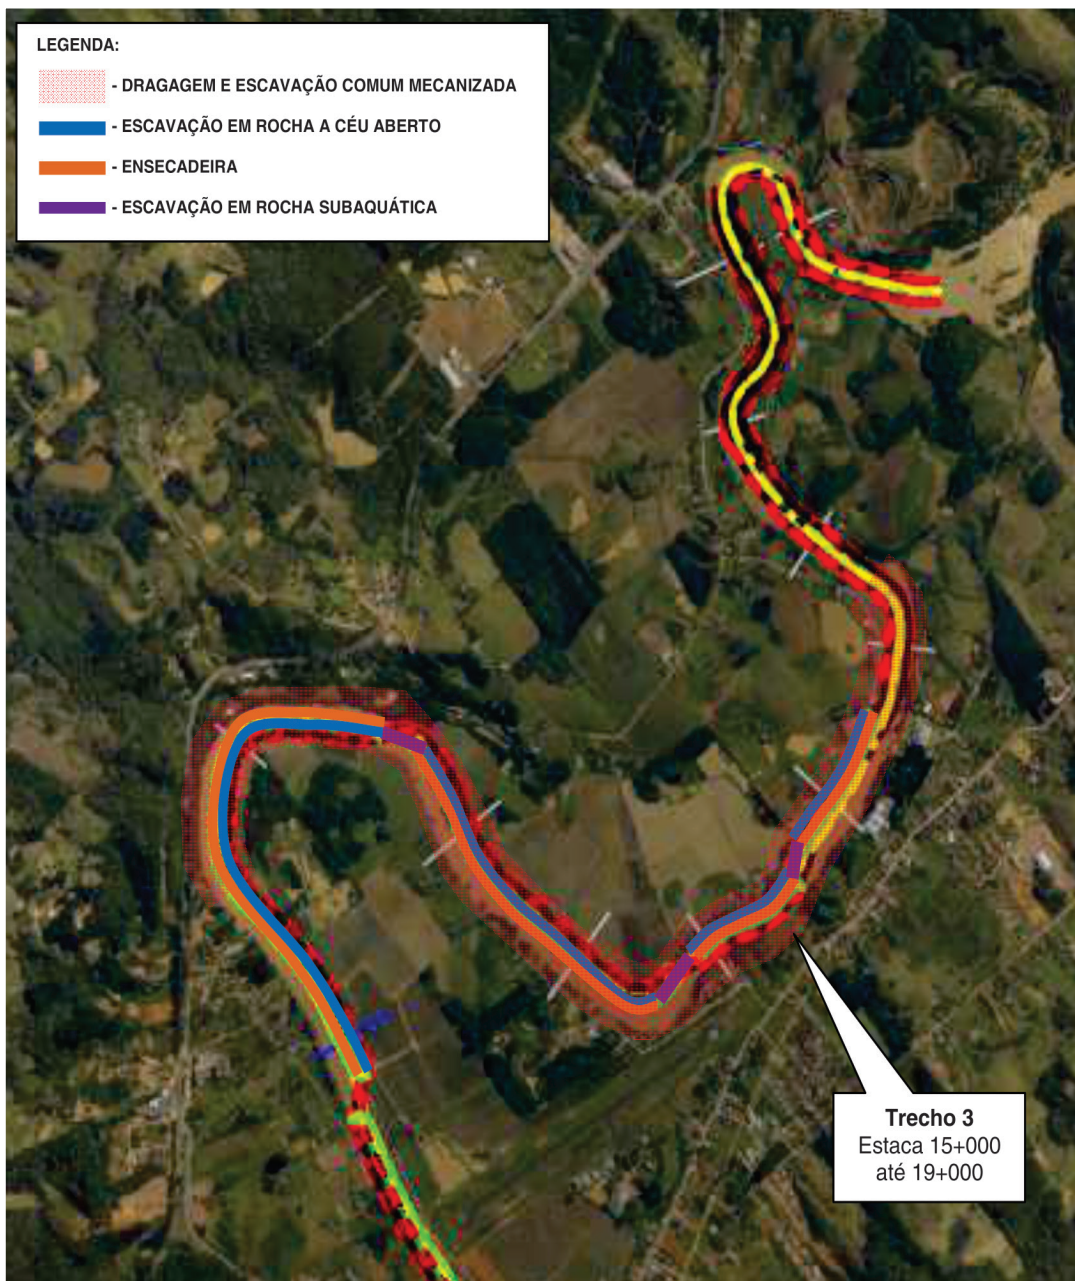 LEGENDA:
- DRAGAGEM E ESCAVAÇÃO COMUM MECANIZADA
- ESCAVAÇÃO EM ROCHA A CÉU ABERTO
- ENSECADEIRA
- ESCAVAÇÃO EM ROCHA SUBAQUÁTICA
Trecho 3
Estaca 15+000
até 19+000